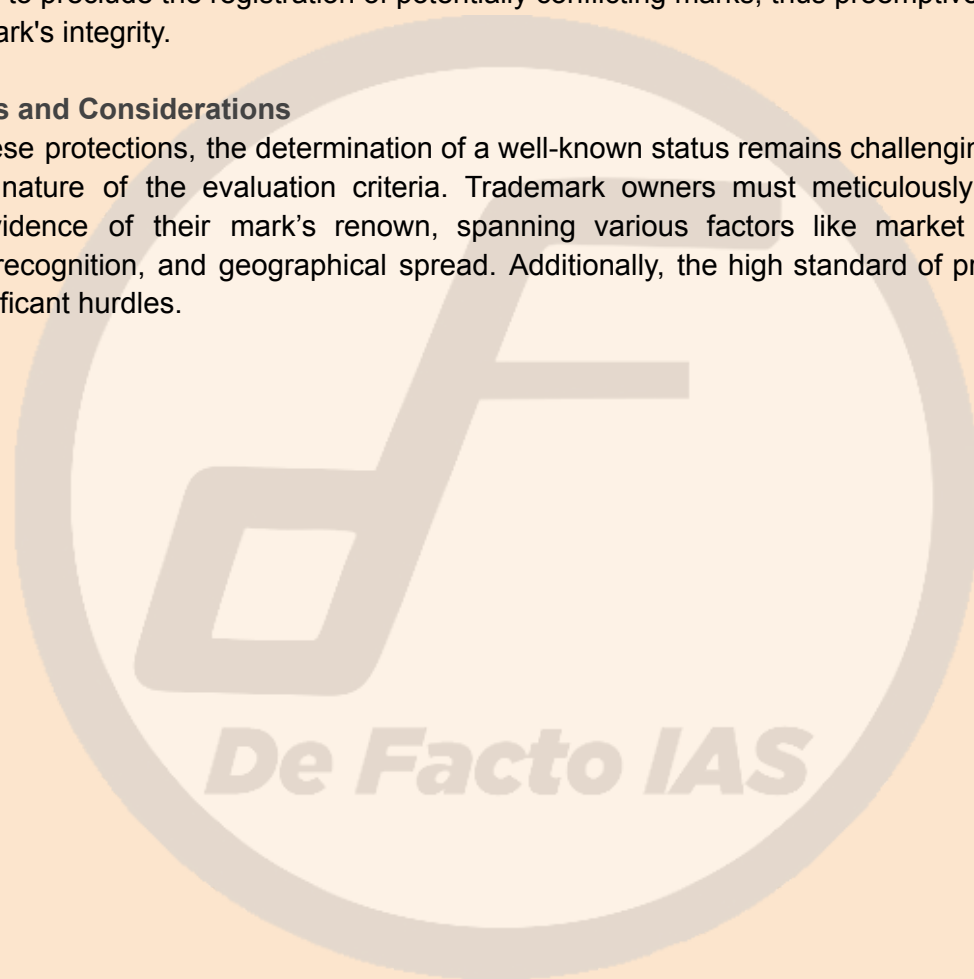 to preclude the registration of potentially conflicting marks, thus preemptive
ark's integrity.
s and Considerations
ese protections, the determination of a well-known status remains challengin
nature of the evaluation criteria. Trademark owners must meticulously
vidence of their mark’s renown, spanning various factors like market
recognition, and geographical spread. Additionally, the high standard of pr
ficant hurdles.
De Facto IAS